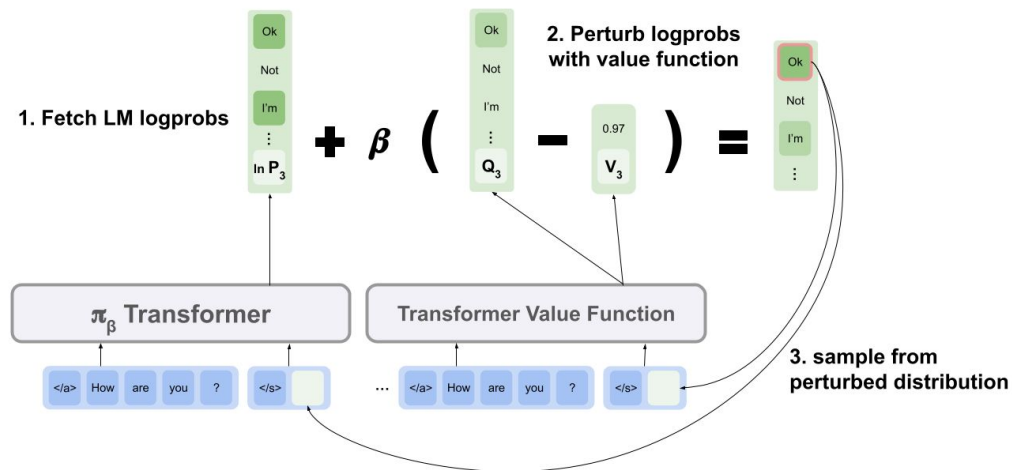 Ok
Not
I'm
⋮
ln P₃
1. Fetch LM logprobs
+
β
(
Ok
Not
I'm
⋮
Q₃
−
2. Perturb logprobs
with value function
0.97
V₃
)
=
Ok
Not
I'm
⋮
π_β Transformer
Transformer Value Function
</a> How are you ? </s>
... </a> How are you ? </s>
3. sample from
perturbed distribution